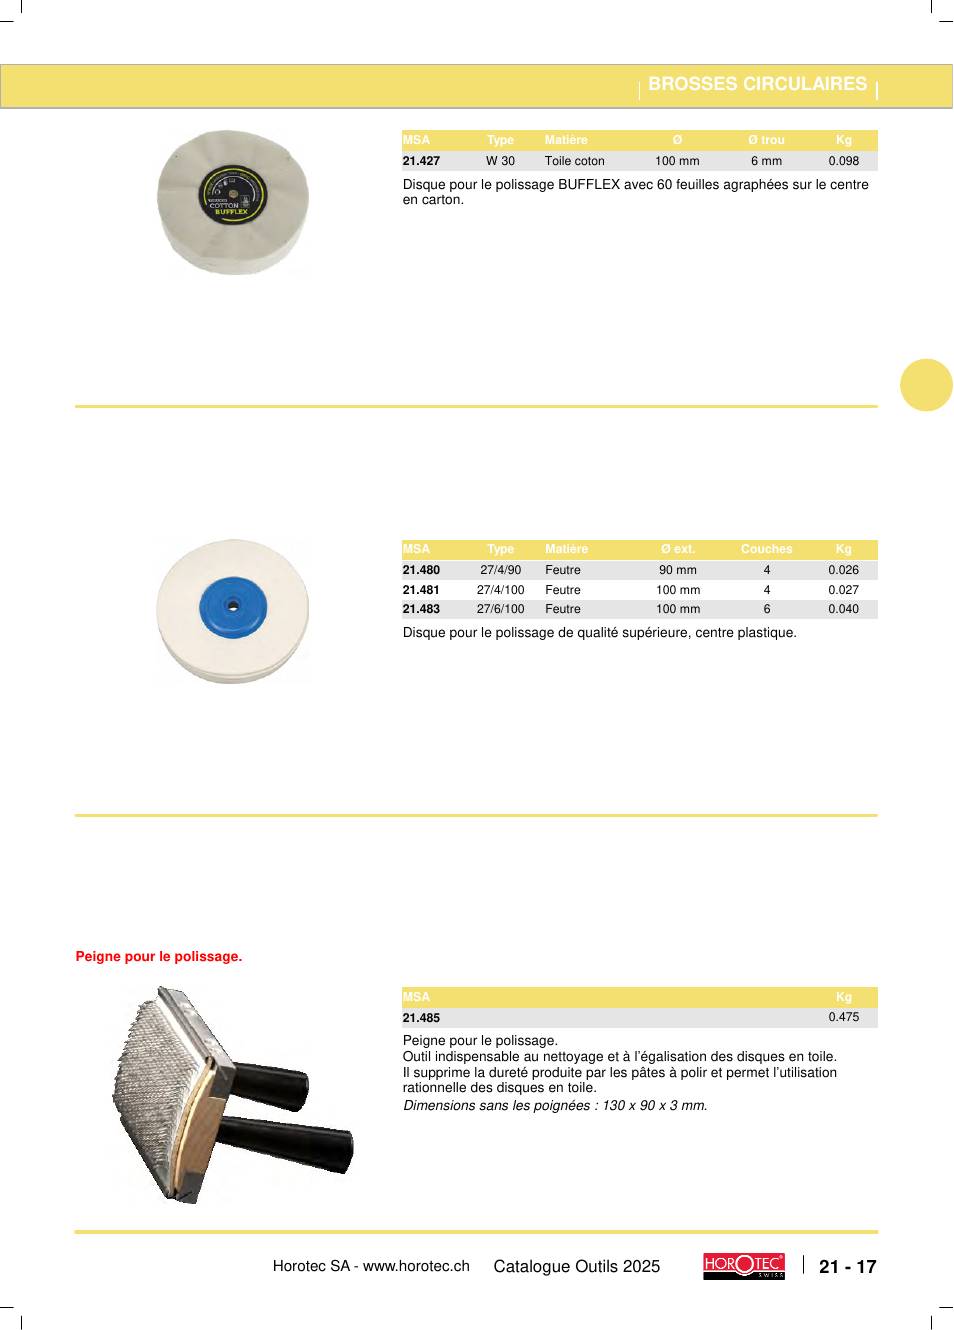 BROSSES CIRCULAIRES
MSA Type Matière Ø Ø trou Kg
21.427 W 30 Toile coton 100 mm 6 mm 0.098
Disque pour le polissage BUFFLEX avec 60 feuilles agraphées sur le centre
en carton.
COTTON
BUFFLEX
MSA Type Matière Ø ext. Couches Kg
21.480 27/4/90 Feutre 90 mm 4 0.026
21.481 27/4/100 Feutre 100 mm 4 0.027
21.483 27/6/100 Feutre 100 mm 6 0.040
Disque pour le polissage de qualité supérieure, centre plastique.
Peigne pour le polissage.
MSA Kg
21.485 0.475
Peigne pour le polissage.
Outil indispensable au nettoyage et à l'égalisation des disques en toile.
Il supprime la dureté produite par les pâtes à polir et permet l'utilisation
rationnelle des disques en toile.
Dimensions sans les poignées : 130 x 90 x 3 mm.
Horotec SA - www.horotec.ch Catalogue Outils 2025 HOROTEC SWISS 21 - 17